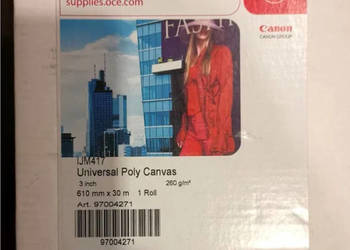 supplies.oce.com
Canon
CANON GROUP
FASH
IJM417
Universal Poly Canvas
3 inch 260 g/m²
610 mm x 30 m 1 Roll
Art. 97004271
97004271